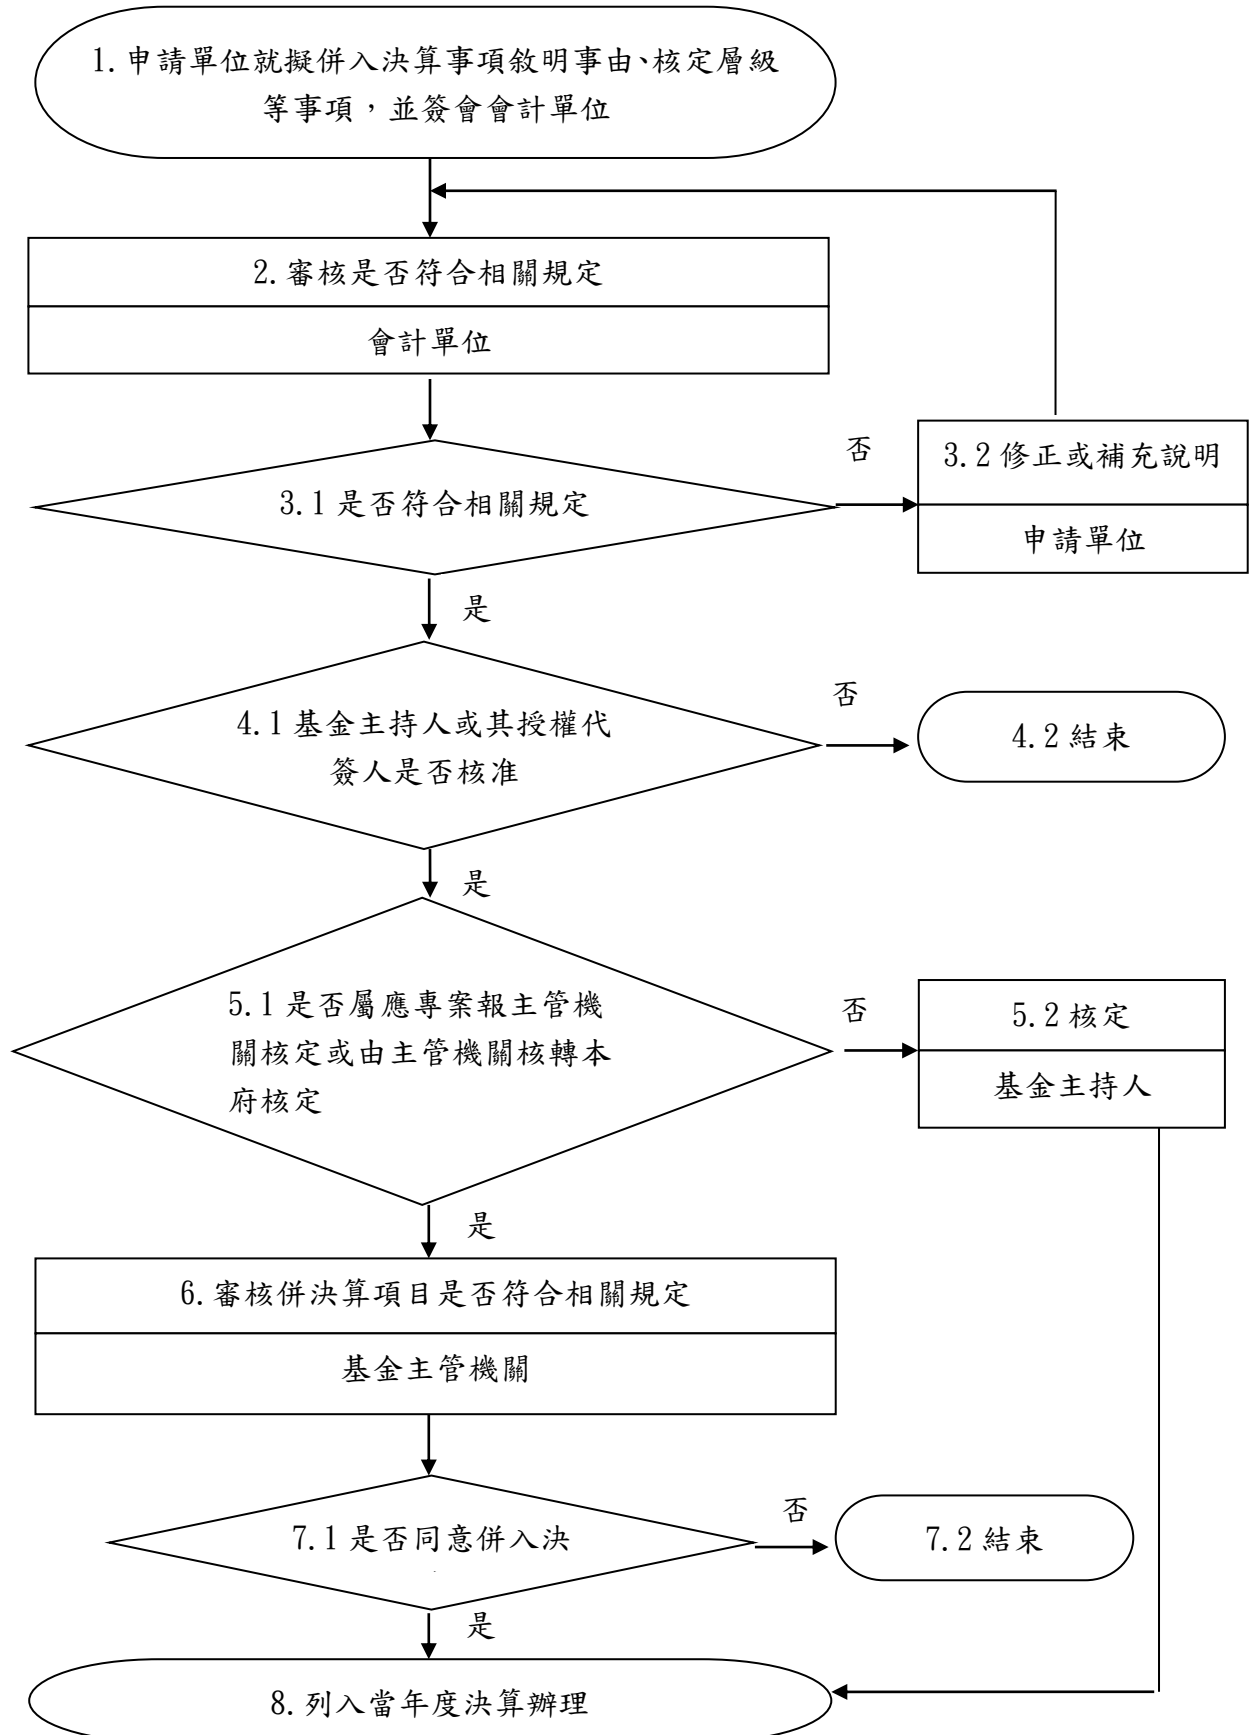 1.申請單位就擬併入決算事項敘明事由、核定層級
等事項，並簽會會計單位
2.審核是否符合相關規定
會計單位
否
3.2 修正或補充說明
3.1 是否符合相關規定
申請單位
是
否
4.1 基金主持人或其授權代
簽人是否核准
4.2 結束
是
5.1 是否屬應專案報主管機
關核定或由主管機關核轉本
府核定
否
5.2 核定
基金主持人
是
6.審核併決算項目是否符合相關規定
基金主管機關
否
7.1 是否同意併入決
7.2 結束
是
8.列入當年度決算辦理